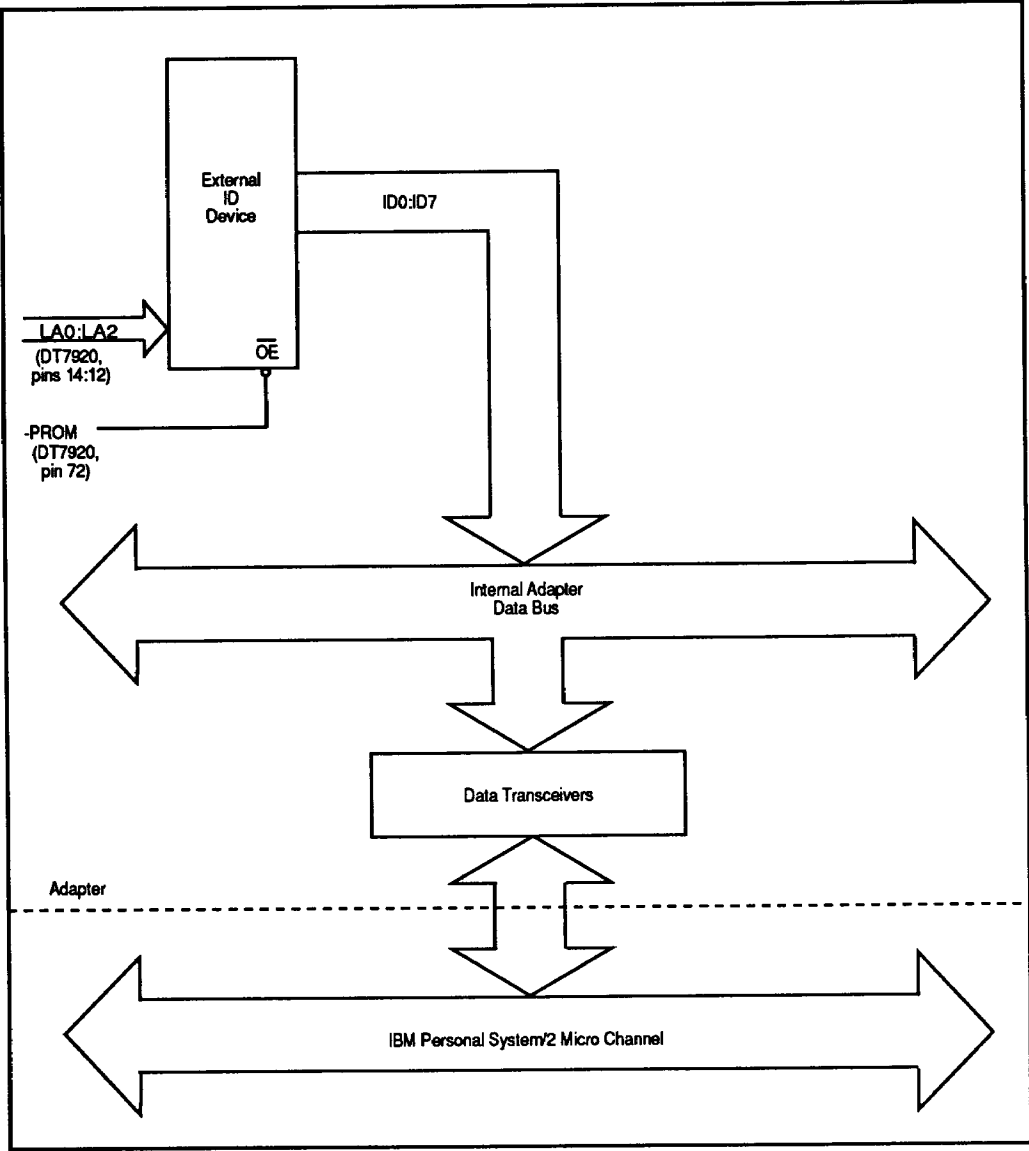 External
ID
Device
ID0:ID7
LA0:LA2
(DT7920,
pins 14:12)
OE
-PROM
(DT7920,
pin 72)
Internal Adapter
Data Bus
Data Transceivers
Adapter
IBM Personal System/2 Micro Channel